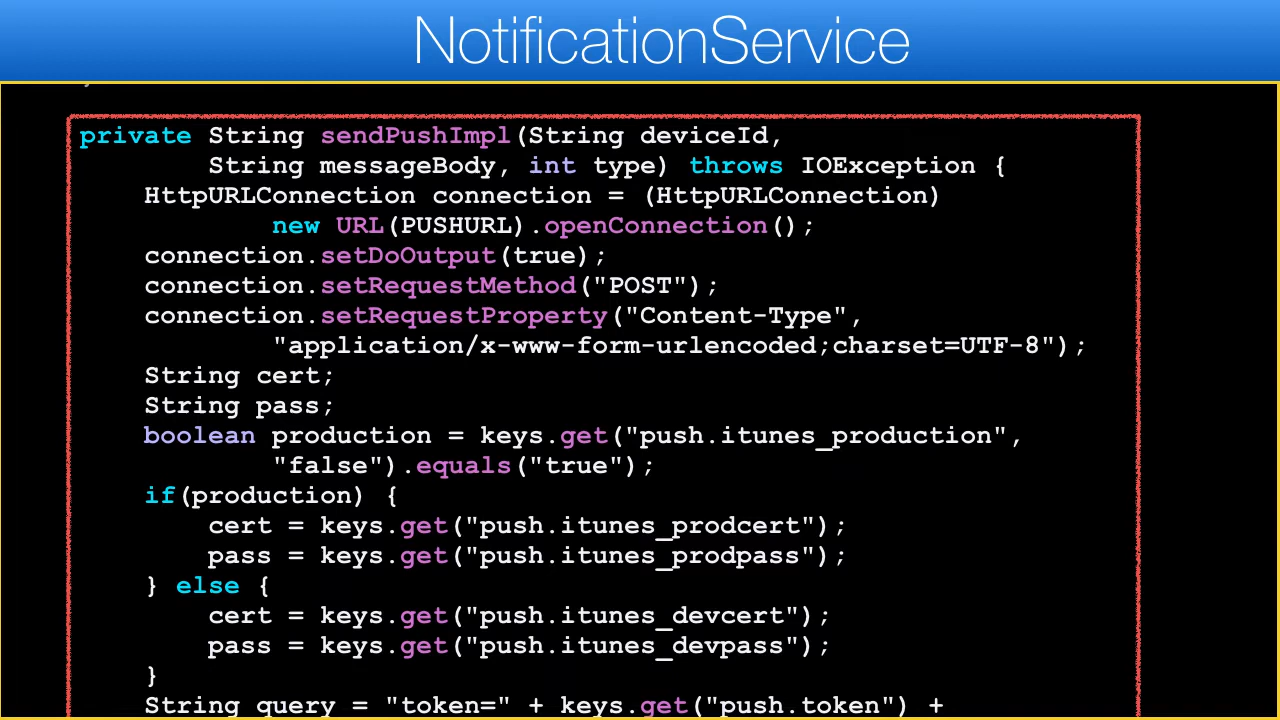 NotificationService
private String sendPushImpl(String deviceId,
String messageBody, int type) throws IOException {
HttpURLConnection connection = (HttpURLConnection)
new URL(PUSHURL).openConnection();
connection.setDoOutput(true);
connection.setRequestMethod("POST");
connection.setRequestProperty("Content-Type",
"application/x-www-form-urlencoded;charset=UTF-8");
String cert;
String pass;
boolean production = keys.get("push.itunes_production",
"false").equals("true");
if(production) {
cert = keys.get("push.itunes_prodcert");
pass = keys.get("push.itunes_prodpass");
} else {
cert = keys.get("push.itunes_devcert");
pass = keys.get("push.itunes_devpass");
}
String query = "token=" + keys.get("push.token") +